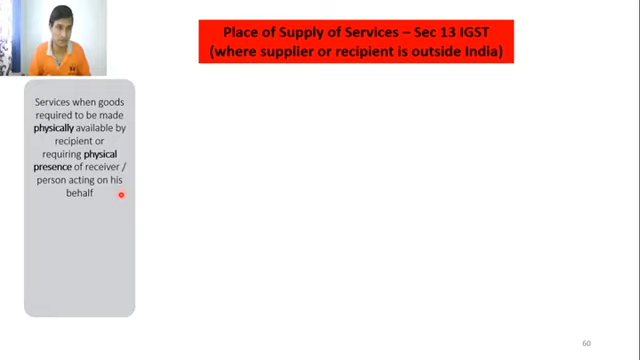 Place of Supply of Services – Sec 13 IGST
(where supplier or recipient is outside India)
Services when goods
required to be made
physically available by
recipient or
requiring physical
presence of receiver /
person acting on his
behalf
60